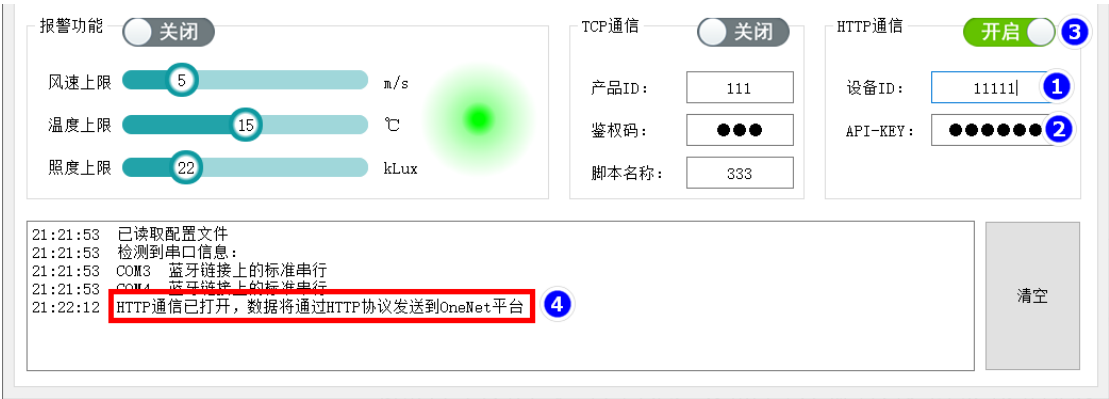 报警功能 关闭
风速上限 5 m/s
温度上限 15 ℃
照度上限 22 kLux
TCP通信 关闭
产品ID: 111
鉴权码: ●●●
脚本名称: 333
HTTP通信 开启 3
设备ID: 11111 1
API-KEY: ●●●●●● 2
21:21:53 已读取配置文件
21:21:53 检测到串口信息:
21:21:53 COM3 蓝牙链接上的标准串行
21:21:53 COM4 蓝牙链接上的标准串行
21:22:12 HTTP通信已打开，数据将通过HTTP协议发送到OneNet平台 4
清空